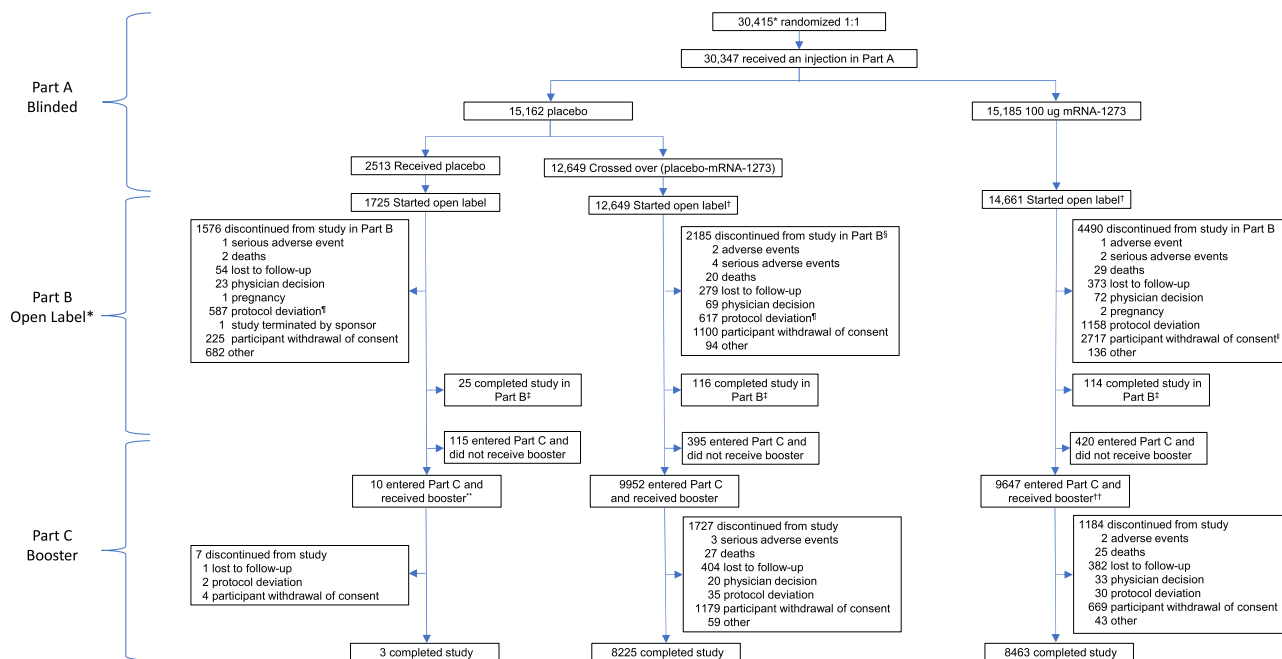 30,415* randomized 1:1
30,347 received an injection in Part A
Part A
Blinded
15,162 placebo
15,185 100 ug mRNA-1273
2513 Received placebo
12,649 Crossed over (placebo-mRNA-1273)
1725 Started open label
12,649 Started open label†
14,661 Started open label†
Part B
Open Label*
1576 discontinued from study in Part B
1 serious adverse event
2 deaths
54 lost to follow-up
23 physician decision
1 pregnancy
587 protocol deviation¶
1 study terminated by sponsor
225 participant withdrawal of consent
682 other
2185 discontinued from study in Part B§
2 adverse events
4 serious adverse events
20 deaths
279 lost to follow-up
69 physician decision
617 protocol deviation¶
1100 participant withdrawal of consent
94 other
4490 discontinued from study in Part B
1 adverse event
2 serious adverse events
29 deaths
373 lost to follow-up
72 physician decision
2 pregnancy
1158 protocol deviation
2717 participant withdrawal of consent‖
136 other
25 completed study in
Part B‡
116 completed study in
Part B‡
114 completed study in
Part B‡
115 entered Part C and
did not receive booster
395 entered Part C and
did not receive booster
420 entered Part C and
did not receive booster
Part C
Booster
10 entered Part C and
received booster**
9952 entered Part C
and received booster
9647 entered Part C and
received booster††
7 discontinued from study
1 lost to follow-up
2 protocol deviation
4 participant withdrawal of consent
1727 discontinued from study
3 serious adverse events
27 deaths
404 lost to follow-up
20 physician decision
35 protocol deviation
1179 participant withdrawal of consent
59 other
1184 discontinued from study
2 adverse events
25 deaths
382 lost to follow-up
33 physician decision
30 protocol deviation
669 participant withdrawal of consent
43 other
3 completed study
8225 completed study
8463 completed study